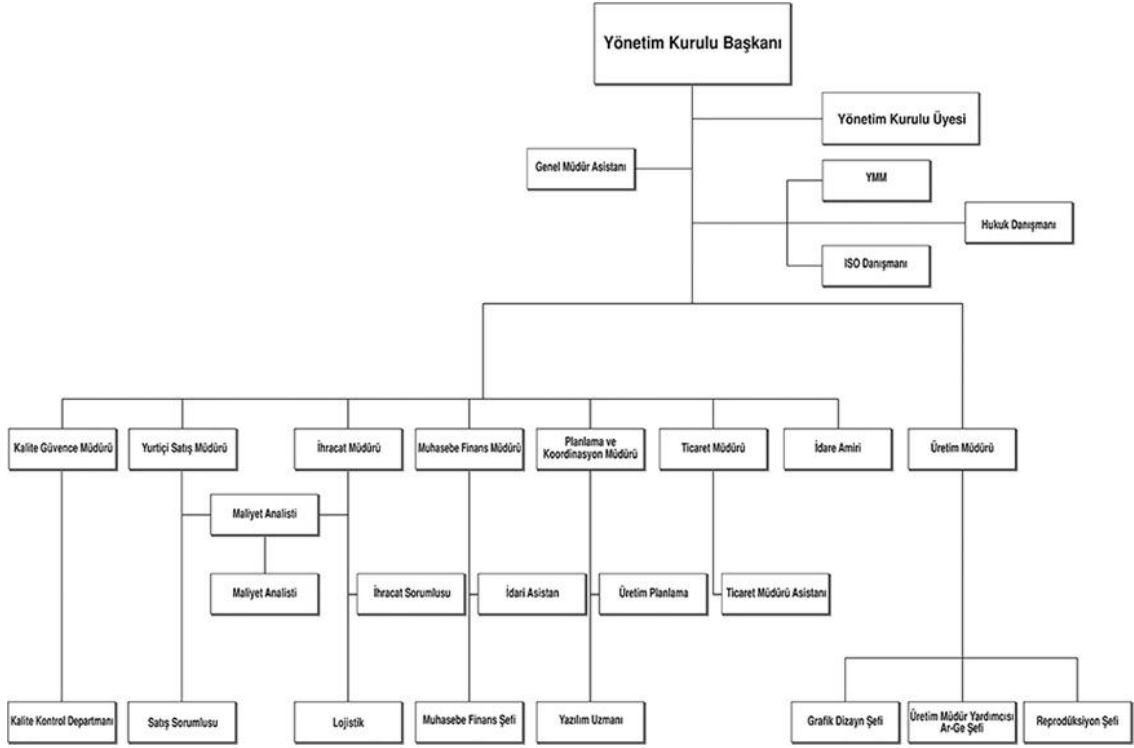 Yönetim Kurulu Başkanı
Yönetim Kurulu Üyesi
Genel Müdür Asistanı
YMM
Hukuk Danışmanı
ISO Danışmanı
Kalite Güvence Müdürü
Yurtiçi Satış Müdürü
İhracat Müdürü
Muhasebe Finans Müdürü
Planlama ve
Koordinasyon Müdürü
Ticaret Müdürü
İdare Amiri
Üretim Müdürü
Maliyet Analisti
Maliyet Analisti
İhracat Sorumlusu
İdari Asistan
Üretim Planlama
Ticaret Müdürü Asistanı
Kalite Kontrol Departmanı
Satış Sorumlusu
Lojistik
Muhasebe Finans Şefi
Yazılım Uzmanı
Grafik Dizayn Şefi
Üretim Müdür Yardımcısı
Ar-Ge Şefi
Reprodüksiyon Şefi